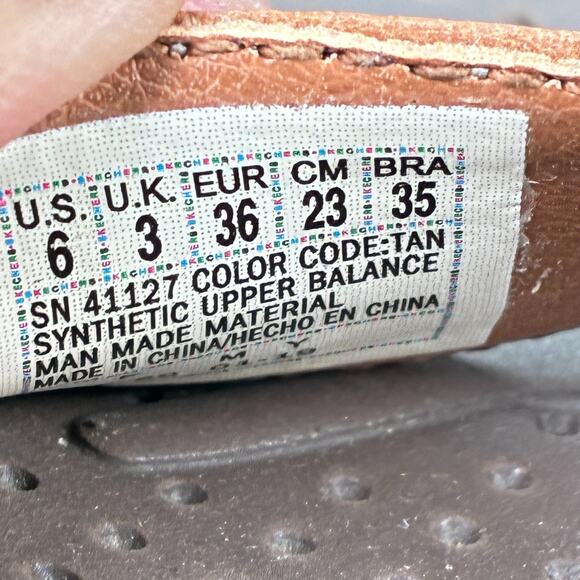 U.S. U.K. EUR CM BRA
6 3 36 23 35
SN 41127 COLOR CODE:TAN
SYNTHETIC UPPER BALANCE
MAN MADE MATERIAL
MADE IN CHINA/HECHO EN CHINA
M Y